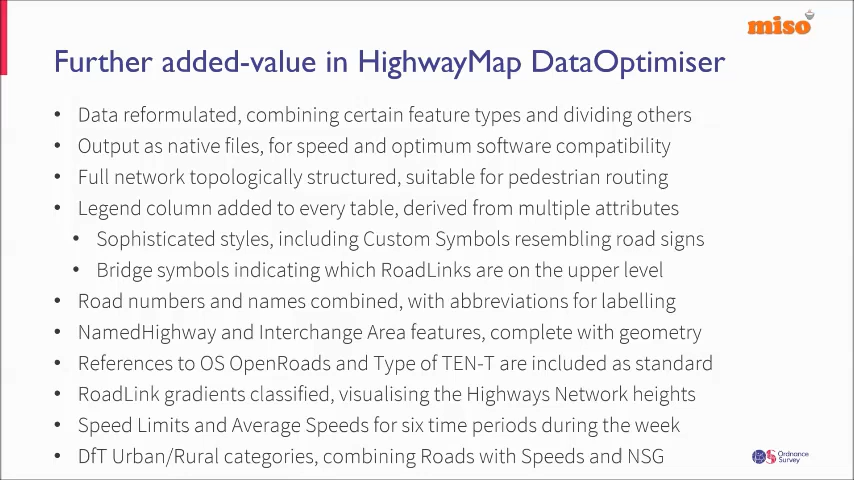 miso
Further added-value in HighwayMap DataOptimiser
• Data reformulated, combining certain feature types and dividing others
• Output as native files, for speed and optimum software compatibility
• Full network topologically structured, suitable for pedestrian routing
• Legend column added to every table, derived from multiple attributes
• Sophisticated styles, including Custom Symbols resembling road signs
• Bridge symbols indicating which RoadLinks are on the upper level
• Road numbers and names combined, with abbreviations for labelling
• NamedHighway and Interchange Area features, complete with geometry
• References to OS OpenRoads and Type of TEN-T are included as standard
• RoadLink gradients classified, visualising the Highways Network heights
• Speed Limits and Average Speeds for six time periods during the week
• DfT Urban/Rural categories, combining Roads with Speeds and NSG
OS Ordnance
Survey